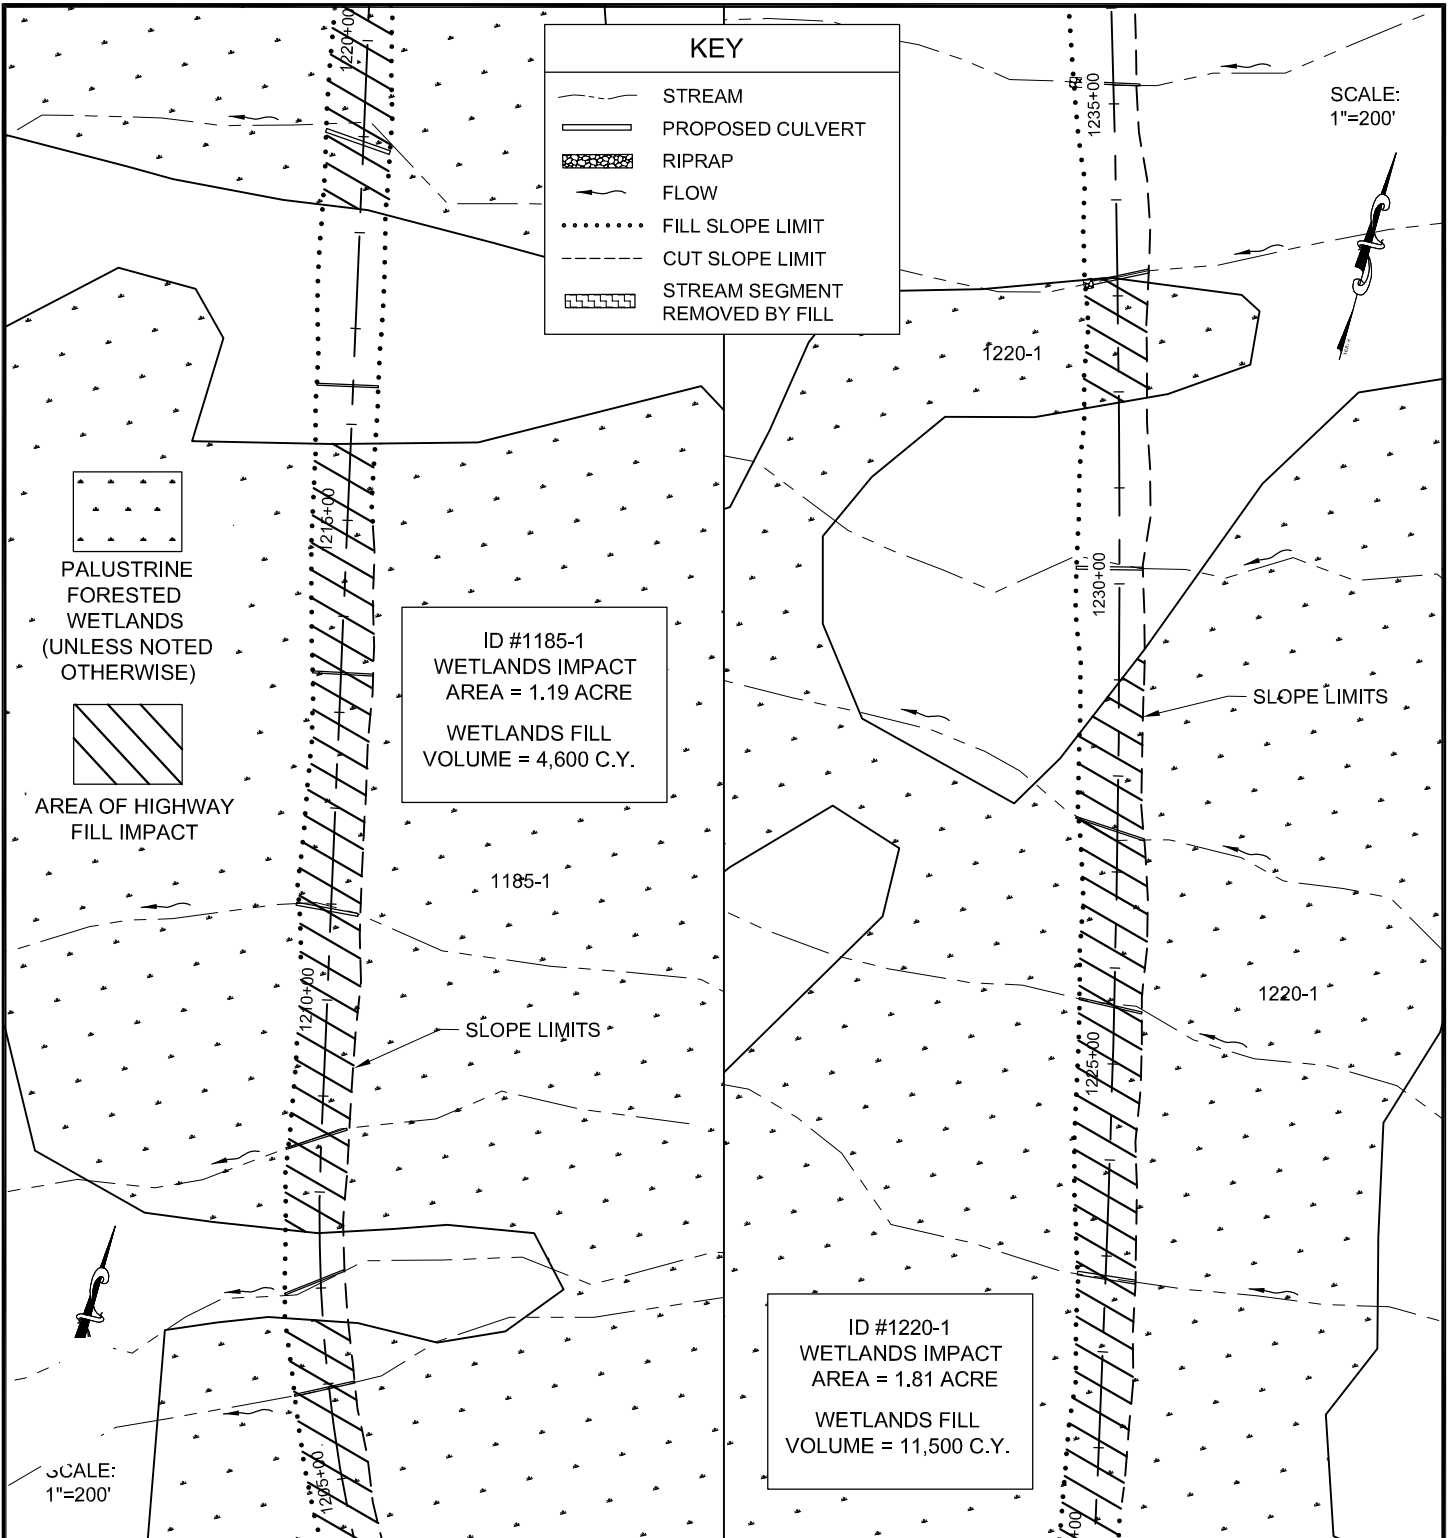 1220+00
KEY
STREAM
PROPOSED CULVERT
RIPRAP
FLOW
FILL SLOPE LIMIT
CUT SLOPE LIMIT
STREAM SEGMENT
REMOVED BY FILL
1235+00
SCALE:
1"=200'
1220-1
1215+00
PALUSTRINE
FORESTED
WETLANDS
(UNLESS NOTED
OTHERWISE)
AREA OF HIGHWAY
FILL IMPACT
ID #1185-1
WETLANDS IMPACT
AREA = 1.19 ACRE
WETLANDS FILL
VOLUME = 4,600 C.Y.
1230+00
SLOPE LIMITS
1185-1
1210+00
SLOPE LIMITS
1220-1
1225+00
ID #1220-1
WETLANDS IMPACT
AREA = 1.81 ACRE
WETLANDS FILL
VOLUME = 11,500 C.Y.
SCALE:
1"=200'
1205+00
+00